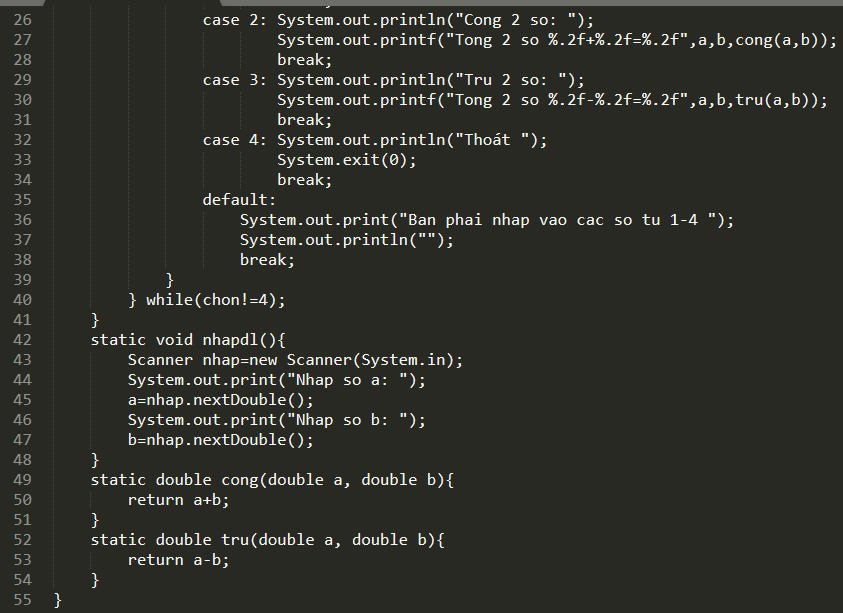 26 case 2: System.out.println("Cong 2 so: ");
27 System.out.printf("Tong 2 so %.2f+%.2f=%.2f",a,b,cong(a,b));
28 break;
29 case 3: System.out.println("Tru 2 so: ");
30 System.out.printf("Tong 2 so %.2f-%.2f=%.2f",a,b,tru(a,b));
31 break;
32 case 4: System.out.println("Thoát ");
33 System.exit(0);
34 break;
35 default:
36 System.out.print("Ban phai nhap vao cac so tu 1-4 ");
37 System.out.println("");
38 break;
39 }
40 } while(chon!=4);
41 }
42 static void nhapdl(){
43 Scanner nhap=new Scanner(System.in);
44 System.out.print("Nhap so a: ");
45 a=nhap.nextDouble();
46 System.out.print("Nhap so b: ");
47 b=nhap.nextDouble();
48 }
49 static double cong(double a, double b){
50 return a+b;
51 }
52 static double tru(double a, double b){
53 return a-b;
54 }
55 }